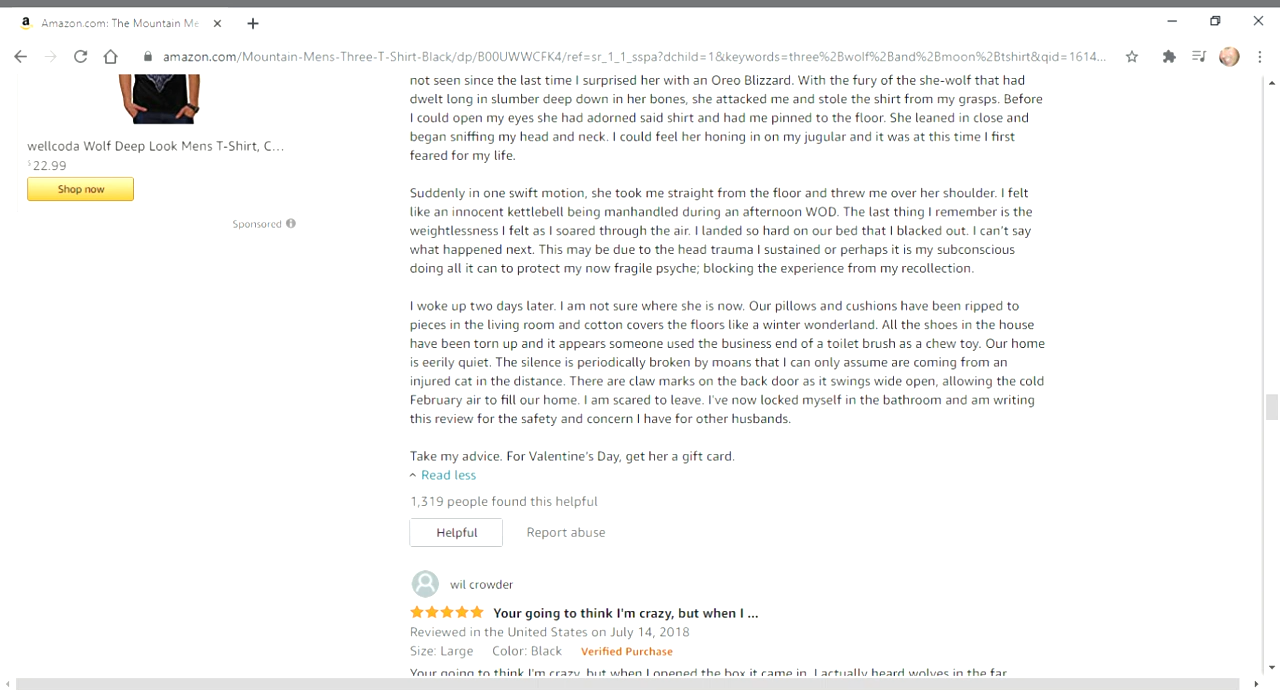 Amazon.com: The Mountain Me
amazon.com/Mountain-Mens-Three-T-Shirt-Black/dp/B00UWWCFK4/ref=sr_1_1_sspa?dchild=1&keywords=three%2Bwolf%2Band%2Bmoon%2Btshirt&qid=1614...
wellcoda Wolf Deep Look Mens T-Shirt, C...
$22.99
Shop now
Sponsored
not seen since the last time I surprised her with an Oreo Blizzard. With the fury of the she-wolf that had
dwelt long in slumber deep down in her bones, she attacked me and stole the shirt from my grasps. Before
I could open my eyes she had adorned said shirt and had me pinned to the floor. She leaned in close and
began sniffing my head and neck. I could feel her honing in on my jugular and it was at this time I first
feared for my life.
Suddenly in one swift motion, she took me straight from the floor and threw me over her shoulder. I felt
like an innocent kettlebell being manhandled during an afternoon WOD. The last thing I remember is the
weightlessness I felt as I soared through the air. I landed so hard on our bed that I blacked out. I can't say
what happened next. This may be due to the head trauma I sustained or perhaps it is my subconscious
doing all it can to protect my now fragile psyche; blocking the experience from my recollection.
I woke up two days later. I am not sure where she is now. Our pillows and cushions have been ripped to
pieces in the living room and cotton covers the floors like a winter wonderland. All the shoes in the house
have been torn up and it appears someone used the business end of a toilet brush as a chew toy. Our home
is eerily quiet. The silence is periodically broken by moans that I can only assume are coming from an
injured cat in the distance. There are claw marks on the back door as it swings wide open, allowing the cold
February air to fill our home. I am scared to leave. I've now locked myself in the bathroom and am writing
this review for the safety and concern I have for other husbands.
Take my advice. For Valentine's Day, get her a gift card.
Read less
1,319 people found this helpful
Helpful
Report abuse
wil crowder
Your going to think I'm crazy, but when I ...
Reviewed in the United States on July 14, 2018
Size: Large Color: Black Verified Purchase
Your going to think I'm crazy, but when I opened the box it came in, I actually heard wolves in the far